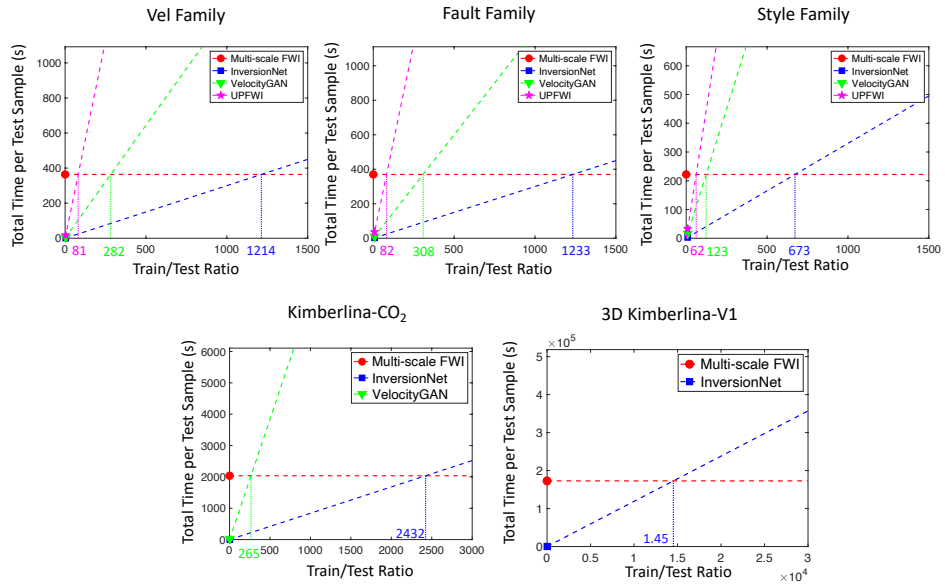 Vel Family
Fault Family
Style Family
Total Time per Test Sample (s)
1000
800
600
400
200
0
Multi-scale FWI
InversionNet
VelocityGAN
UPFWI
0
500
1000
1500
81
282
1214
Train/Test Ratio
Total Time per Test Sample (s)
1000
800
600
400
200
0
Multi-scale FWI
InversionNet
VelocityGAN
UPFWI
0
500
1000
1500
82
308
1233
Train/Test Ratio
Total Time per Test Sample (s)
600
500
400
300
200
100
0
Multi-scale FWI
InversionNet
VelocityGAN
UPFWI
0
500
1000
1500
62
123
673
Train/Test Ratio
Kimberlina-CO₂
3D Kimberlina-V1
Total Time per Test Sample (s)
6000
5000
4000
3000
2000
1000
0
Multi-scale FWI
InversionNet
VelocityGAN
2432
0
500
1000
1500
2000
2500
3000
265
Train/Test Ratio
Total Time per Test Sample (s)
×10⁵
5
4
3
2
1
0
Multi-scale FWI
InversionNet
1.45
0
0.5
1
1.5
2
2.5
3
×10⁴
Train/Test Ratio